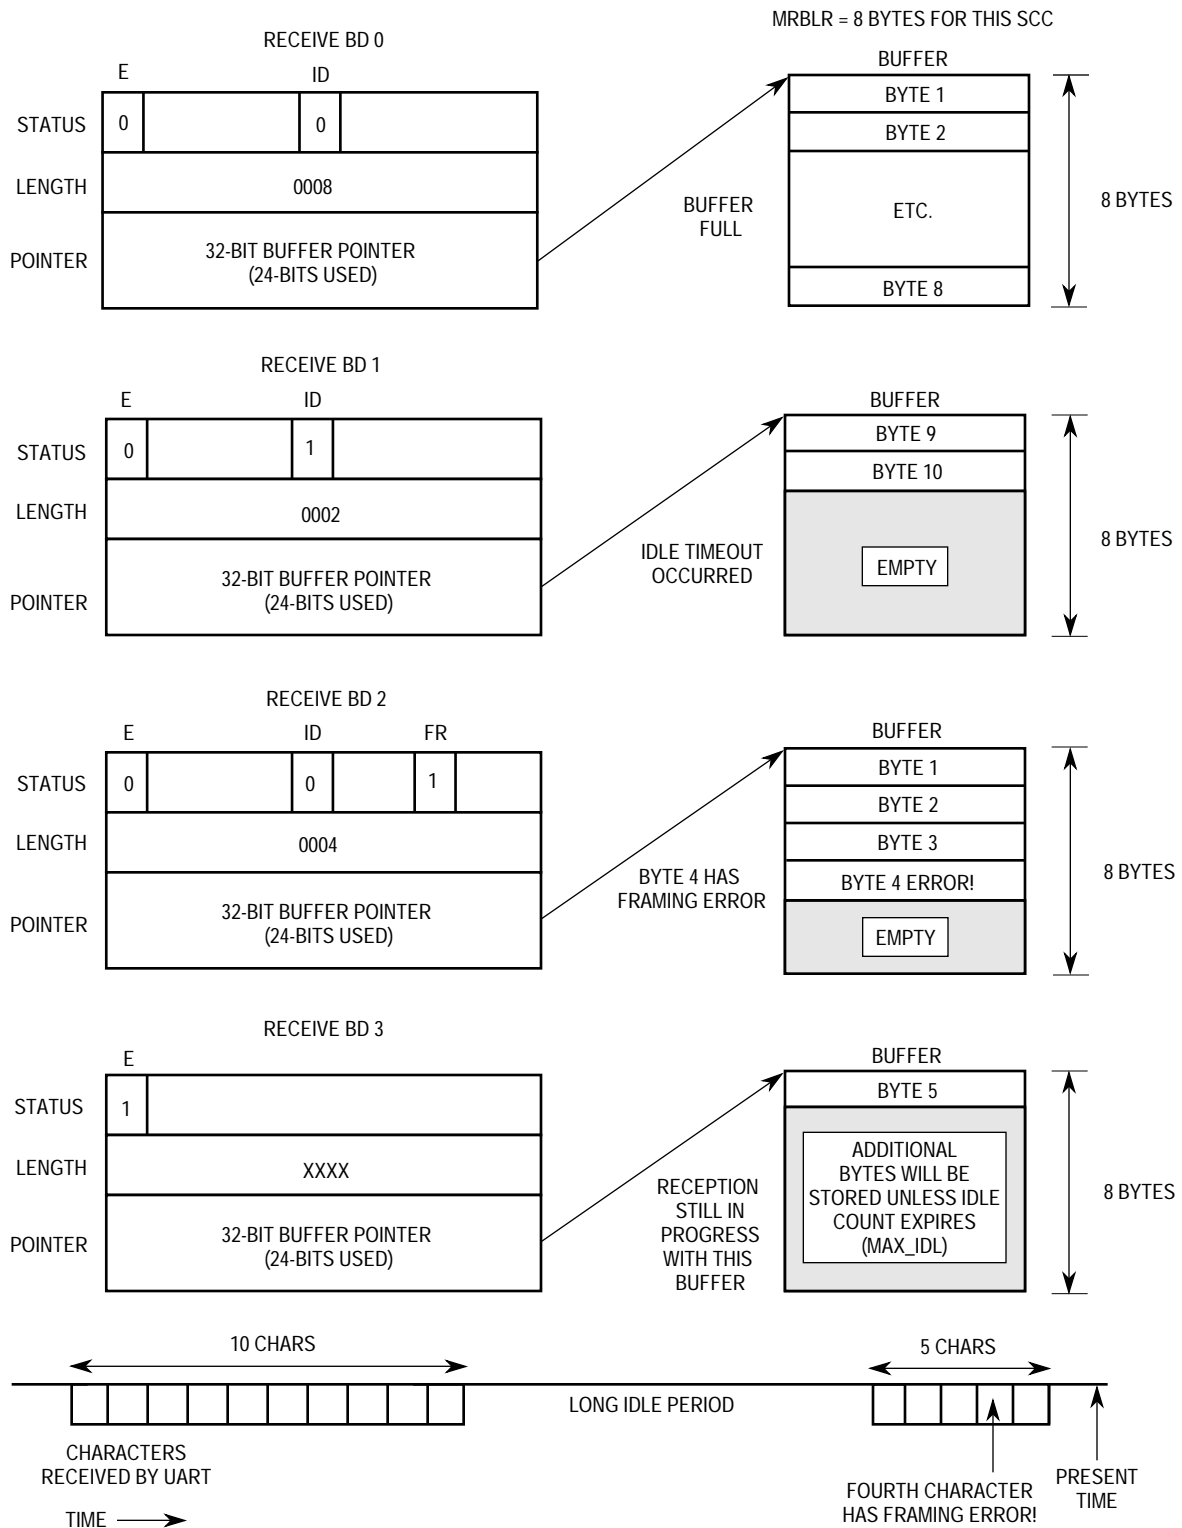 MRBLR = 8 BYTES FOR THIS SCC
RECEIVE BD 0
E
ID
STATUS
0
0
LENGTH
0008
POINTER
32-BIT BUFFER POINTER
(24-BITS USED)
BUFFER
FULL
BUFFER
BYTE 1
BYTE 2
ETC.
BYTE 8
8 BYTES
RECEIVE BD 1
E
ID
STATUS
0
1
LENGTH
0002
POINTER
32-BIT BUFFER POINTER
(24-BITS USED)
IDLE TIMEOUT
OCCURRED
BUFFER
BYTE 9
BYTE 10
EMPTY
8 BYTES
RECEIVE BD 2
E
ID
FR
STATUS
0
0
1
LENGTH
0004
POINTER
32-BIT BUFFER POINTER
(24-BITS USED)
BYTE 4 HAS
FRAMING ERROR
BUFFER
BYTE 1
BYTE 2
BYTE 3
BYTE 4 ERROR!
EMPTY
8 BYTES
RECEIVE BD 3
E
STATUS
1
LENGTH
XXXX
POINTER
32-BIT BUFFER POINTER
(24-BITS USED)
RECEPTION
STILL IN
PROGRESS
WITH THIS
BUFFER
BUFFER
BYTE 5
ADDITIONAL
BYTES WILL BE
STORED UNLESS IDLE
COUNT EXPIRES
(MAX_IDL)
8 BYTES
10 CHARS
5 CHARS
LONG IDLE PERIOD
CHARACTERS
RECEIVED BY UART
TIME
FOURTH CHARACTER
HAS FRAMING ERROR!
PRESENT
TIME